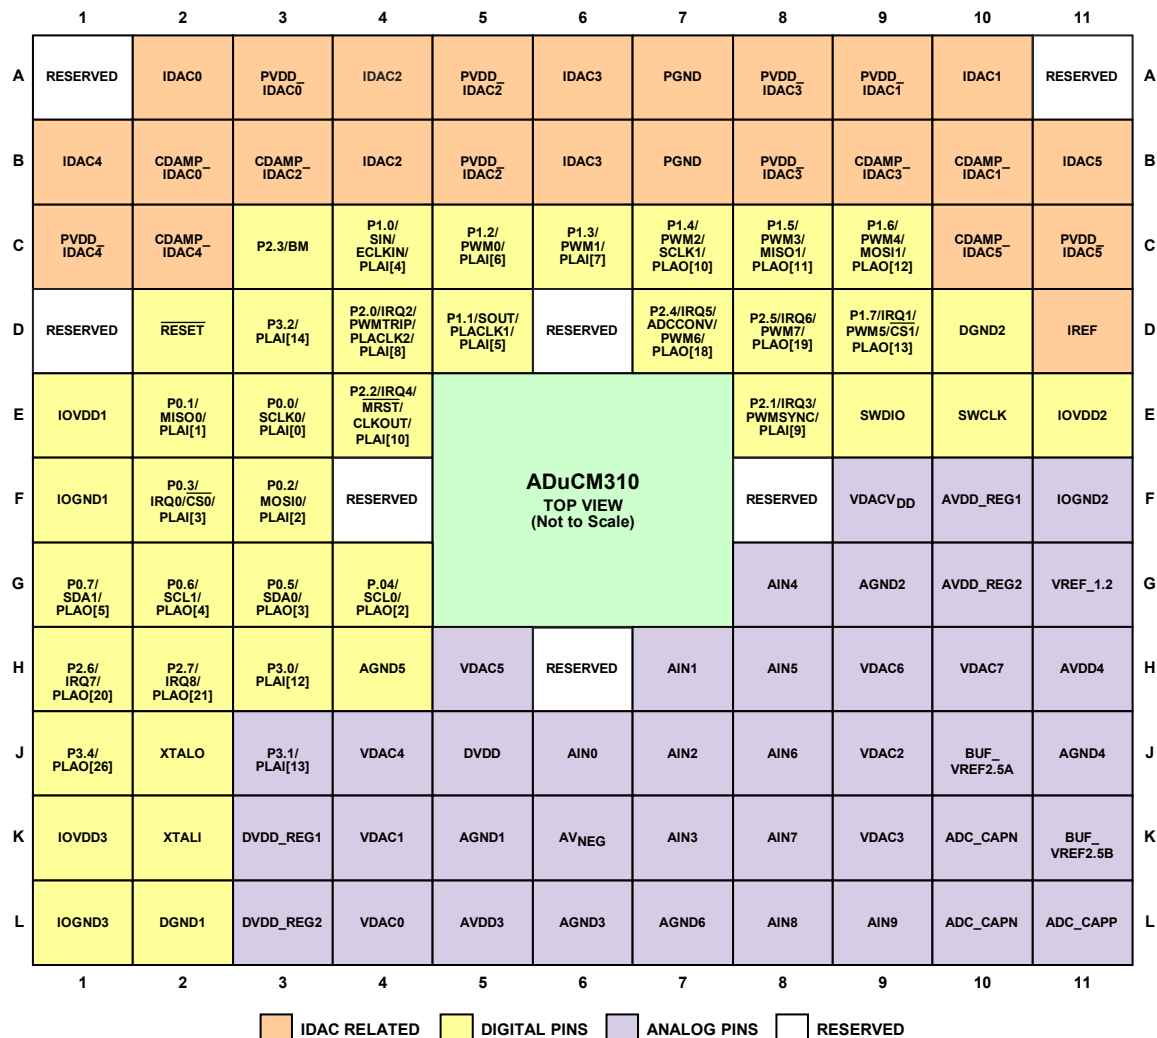 1 2 3 4 5 6 7 8 9 10 11
A RESERVED IDAC0 PVDD_ IDAC0 IDAC2 PVDD_ IDAC2 IDAC3 PGND PVDD_ IDAC3 PVDD_ IDAC1 IDAC1 RESERVED A
B IDAC4 CDAMP_ IDAC0 CDAMP_ IDAC2 IDAC2 PVDD_ IDAC2 IDAC3 PGND PVDD_ IDAC3 CDAMP_ IDAC3 CDAMP_ IDAC1 IDAC5 B
C PVDD_ IDAC4 CDAMP_ IDAC4 P2.3/BM P1.0/ SIN/ ECLKIN/ PLAI[4] P1.2/ PWM0/ PLAI[6] P1.3/ PWM1/ PLAI[7] P1.4/ PWM2/ SCLK1/ PLAO[10] P1.5/ PWM3/ MISO1/ PLAO[11] P1.6/ PWM4/ MOSI1/ PLAO[12] CDAMP_ IDAC5 PVDD_ IDAC5 C
D RESERVED RESET P3.2/ PLAI[14] P2.0/IRQ2/ PWMTRIP/ PLACLK2/ PLAI[8] P1.1/SOUT/ PLACLK1/ PLAI[5] RESERVED P2.4/IRQ5/ ADCCONV/ PWM6/ PLAO[18] P2.5/IRQ6/ PWM7/ PLAO[19] P1.7/IRQ1/ PWM5/CS1/ PLAO[13] DGND2 IREF D
E IOVDD1 P0.1/ MISO0/ PLAI[1] P0.0/ SCLK0/ PLAI[0] P2.2/IRQ4/ MRST/ CLKOUT/ PLAI[10] P2.1/IRQ3/ PWMSYNC/ PLAI[9] SWDIO SWCLK IOVDD2 E
ADuCM310
TOP VIEW
(Not to Scale)
F IOGND1 P0.3/ IRQ0/CS0/ PLAI[3] P0.2/ MOSI0/ PLAI[2] RESERVED RESERVED VDACVDD AVDD_REG1 IOGND2 F
G P0.7/ SDA1/ PLAO[5] P0.6/ SCL1/ PLAO[4] P0.5/ SDA0/ PLAO[3] P.04/ SCL0/ PLAO[2] AIN4 AGND2 AVDD_REG2 VREF_1.2 G
H P2.6/ IRQ7/ PLAO[20] P2.7/ IRQ8/ PLAO[21] P3.0/ PLAI[12] AGND5 VDAC5 RESERVED AIN1 AIN5 VDAC6 VDAC7 AVDD4 H
J P3.4/ PLAO[26] XTALO P3.1/ PLAI[13] VDAC4 DVDD AIN0 AIN2 AIN6 VDAC2 BUF_ VREF2.5A AGND4 J
K IOVDD3 XTALI DVDD_REG1 VDAC1 AGND1 AVNEG AIN3 AIN7 VDAC3 ADC_CAPN BUF_ VREF2.5B K
L IOGND3 DGND1 DVDD_REG2 VDAC0 AVDD3 AGND3 AGND6 AIN8 AIN9 ADC_CAPN ADC_CAPP L
1 2 3 4 5 6 7 8 9 10 11
IDAC RELATED DIGITAL PINS ANALOG PINS RESERVED